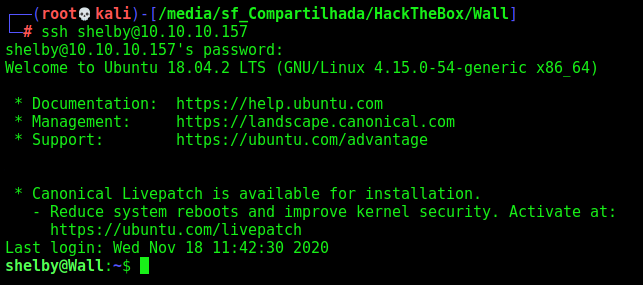 ┌──(root💀kali)-[/media/sf_Compartilhada/HackTheBox/Wall]
└─# ssh shelby@10.10.10.157
shelby@10.10.10.157's password:
Welcome to Ubuntu 18.04.2 LTS (GNU/Linux 4.15.0-54-generic x86_64)
* Documentation:  https://help.ubuntu.com
* Management:     https://landscape.canonical.com
* Support:        https://ubuntu.com/advantage
* Canonical Livepatch is available for installation.
- Reduce system reboots and improve kernel security. Activate at:
https://ubuntu.com/livepatch
Last login: Wed Nov 18 11:42:30 2020
shelby@Wall:~$